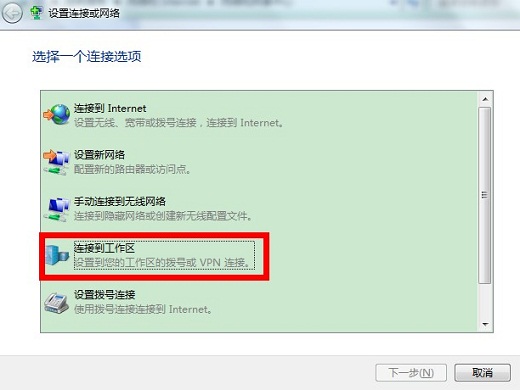 设置连接或网络
选择一个连接选项
连接到 Internet
设置无线、宽带或拨号连接，连接到 Internet。
设置新网络
配置新的路由器或访问点。
手动连接到无线网络
连接到隐藏网络或创建新无线配置文件。
连接到工作区
设置到您的工作区的拨号或 VPN 连接。
设置拨号连接
使用拨号连接连接到 Internet。
下一步(N)
取消